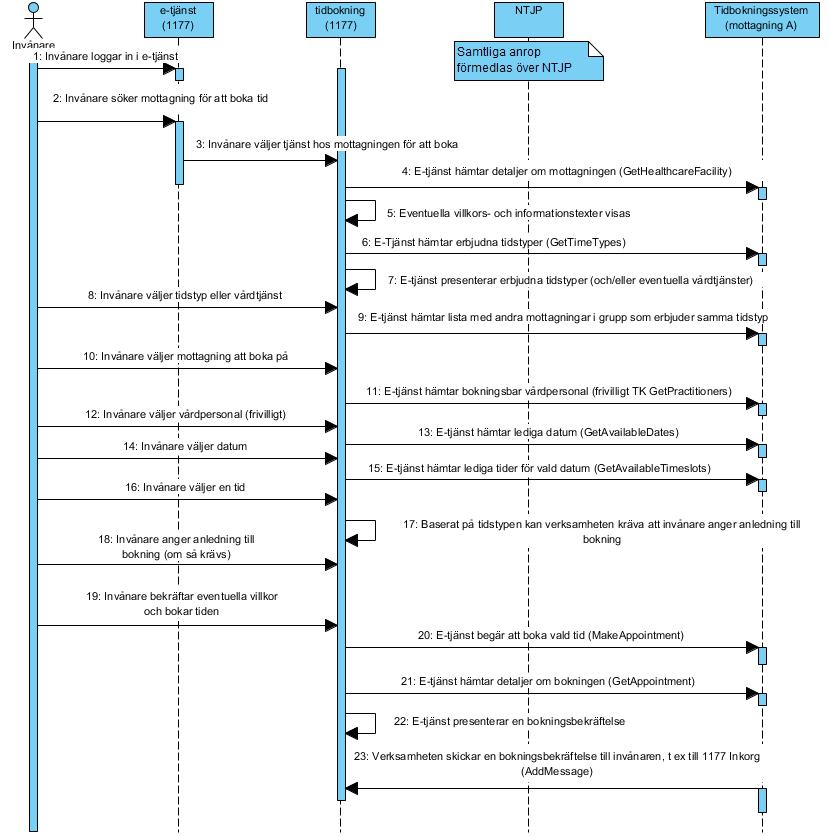 e-tjänst
(1177)
tidbokning
(1177)
NTJP
Tidbokningssystem
(mottagning A)
Invånare
Samtliga anrop
förmedlas över NTJP
1: Invånare loggar in i e-tjänst
2: Invånare söker mottagning för att boka tid
3: Invånare väljer tjänst hos mottagningen för att boka
4: E-tjänst hämtar detaljer om mottagningen (GetHealthcareFacility)
5: Eventuella villkors- och informationstexter visas
6: E-Tjänst hämtar erbjudna tidstyper (GetTimeTypes)
7: E-tjänst presenterar erbjudna tidstyper (och/eller eventuella vårdtjänster)
8: Invånare väljer tidstyp eller vårdtjänst
9: E-tjänst hämtar lista med andra mottagningar i grupp som erbjuder samma tidstyp
10: Invånare väljer mottagning att boka på
11: E-tjänst hämtar bokningsbar vårdpersonal (frivilligt TK GetPractitioners)
12: Invånare väljer vårdpersonal (frivilligt)
13: E-tjänst hämtar lediga datum (GetAvailableDates)
14: Invånare väljer datum
15: E-tjänst hämtar lediga tider för vald datum (GetAvailableTimeslots)
16: Invånare väljer en tid
17: Baserat på tidstypen kan verksamheten kräva att invånare anger anledning till
bokning
18: Invånare anger anledning till
bokning (om så krävs)
19: Invånare bekräftar eventuella villkor
och bokar tiden
20: E-tjänst begär att boka vald tid (MakeAppointment)
21: E-tjänst hämtar detaljer om bokningen (GetAppointment)
22: E-tjänst presenterar en bokningsbekräftelse
23: Verksamheten skickar en bokningsbekräftelse till invånaren, t ex till 1177 Inkorg
(AddMessage)